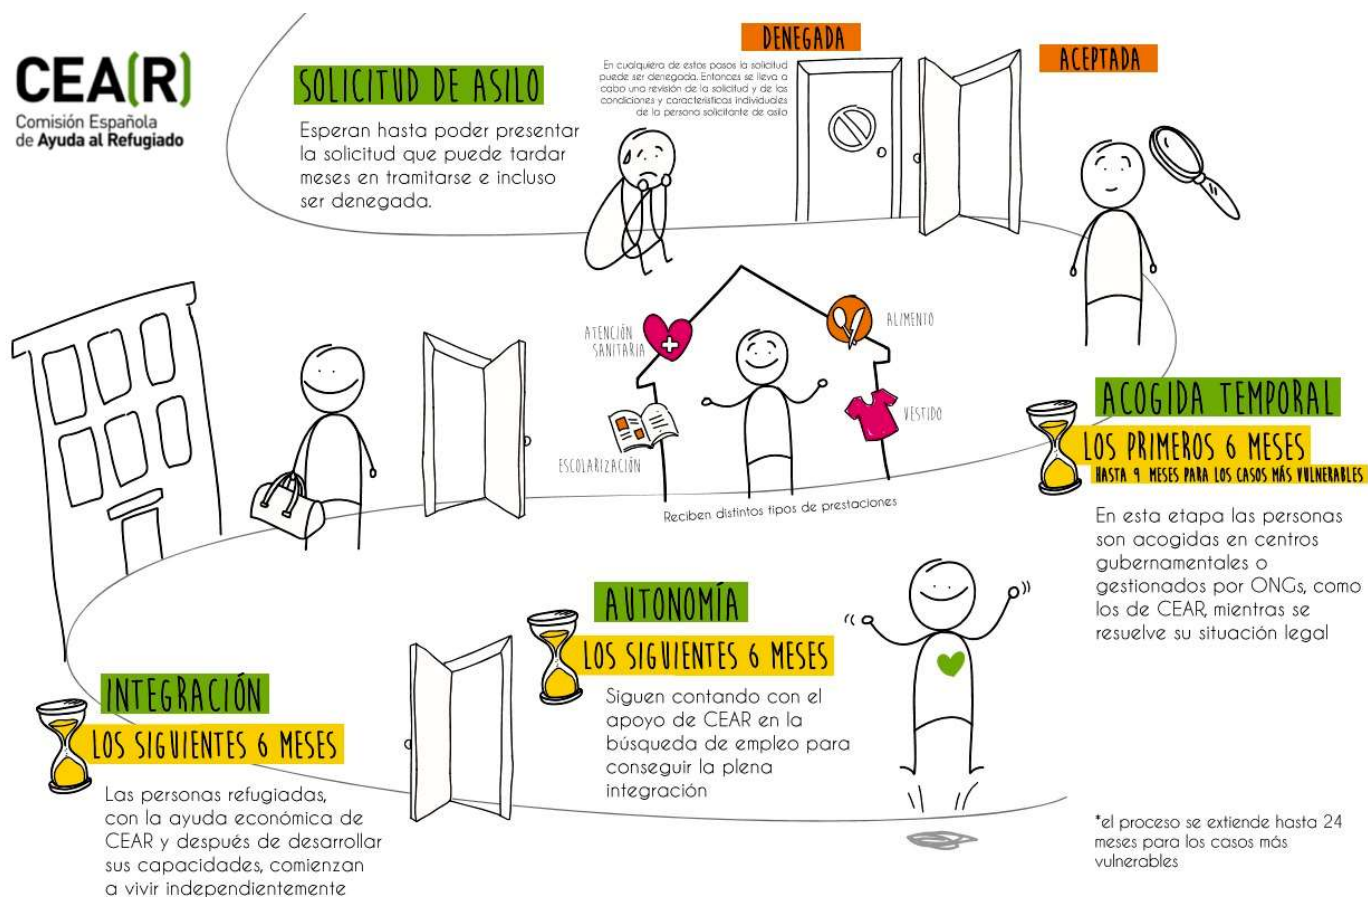 CEA(R)
Comisión Española
de Ayuda al Refugiado
SOLICITUD DE ASILO
Esperan hasta poder presentar
la solicitud que puede tardar
meses en tramitarse e incluso
ser denegada.
DENEGADA
En cualquiera de estos pasos la solicitud
puede ser denegada. Entonces se lleva a
cabo una revisión de la solicitud y de las
condiciones y características individuales
de la persona solicitante de asilo
ACEPTADA
ATENCIÓN
SANITARIA
ALIMENTO
ESCOLARIZACIÓN
VESTIDO
Reciben distintos tipos de prestaciones
ACOGIDA TEMPORAL
LOS PRIMEROS 6 MESES
HASTA 9 MESES PARA LOS CASOS MÁS VULNERABLES
En esta etapa las personas
son acogidas en centros
gubernamentales o
gestionados por ONGs, como
los de CEAR, mientras se
resuelve su situación legal
INTEGRACIÓN
LOS SIGUIENTES 6 MESES
Las personas refugiadas,
con la ayuda económica de
CEAR y después de desarrollar
sus capacidades, comienzan
a vivir independientemente
AUTONOMÍA
LOS SIGUIENTES 6 MESES
Siguen contando con el
apoyo de CEAR en la
búsqueda de empleo para
conseguir la plena
integración
*el proceso se extiende hasta 24
meses para los casos más
vulnerables